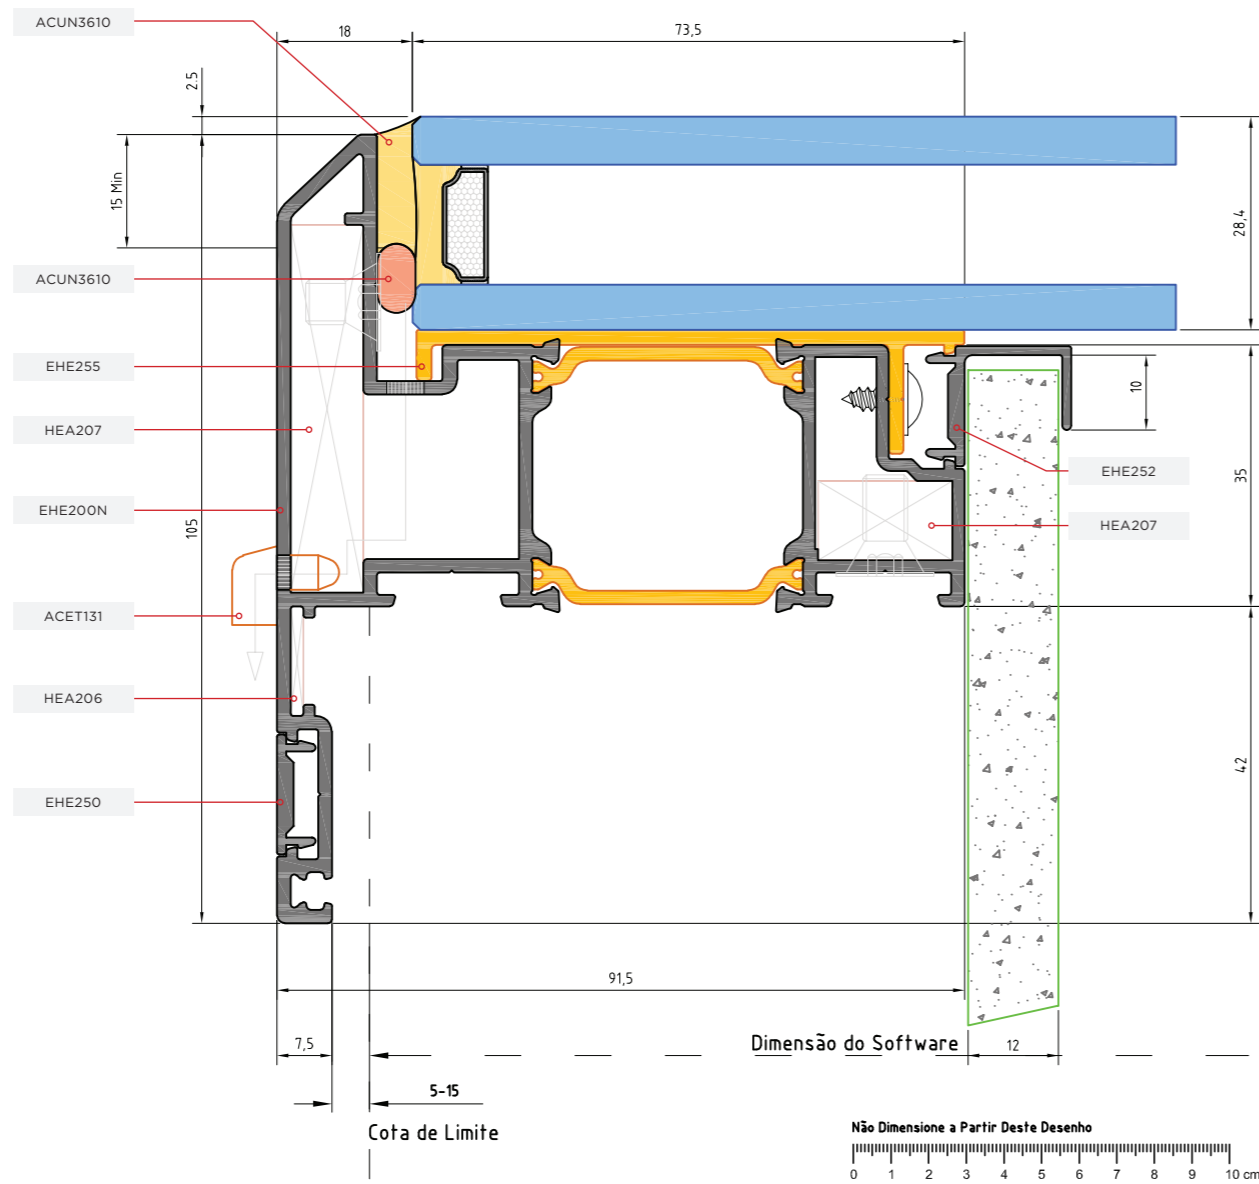 ACUN3610
18
73,5
2.5
15 Min
28,4
ACUN3610
EHE255
10
HEA207
EHE252
35
EHE200N
105
HEA207
ACET131
HEA206
42
EHE250
91,5
7,5
Dimensão do Software
12
5-15
Cota de Limite
Não Dimensione a Partir Deste Desenho
0 1 2 3 4 5 6 7 8 9 10 cm